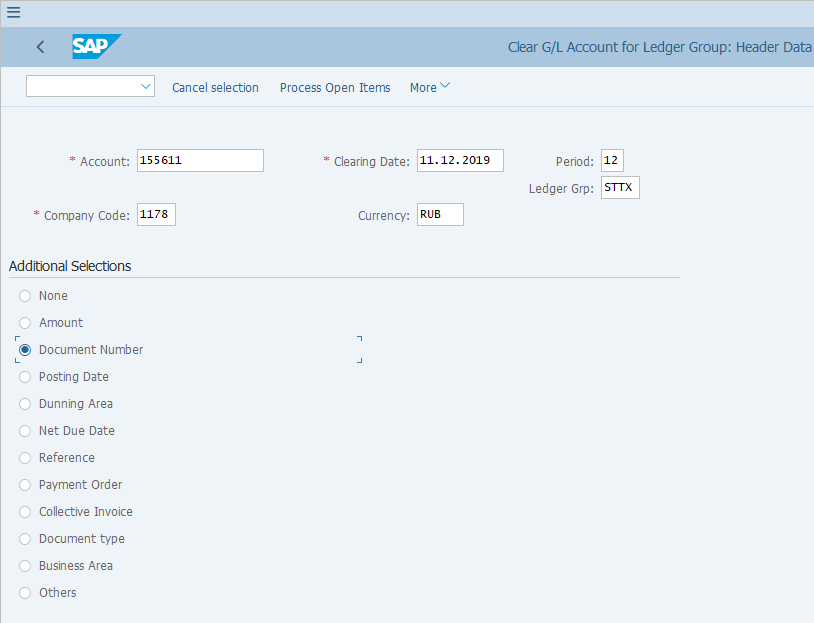 SAP
Clear G/L Account for Ledger Group: Header Data
Cancel selection Process Open Items More
* Account: 155611 * Clearing Date: 11.12.2019 Period: 12
Ledger Grp: STTX
* Company Code: 1178 Currency: RUB
Additional Selections
None
Amount
Document Number
Posting Date
Dunning Area
Net Due Date
Reference
Payment Order
Collective Invoice
Document type
Business Area
Others